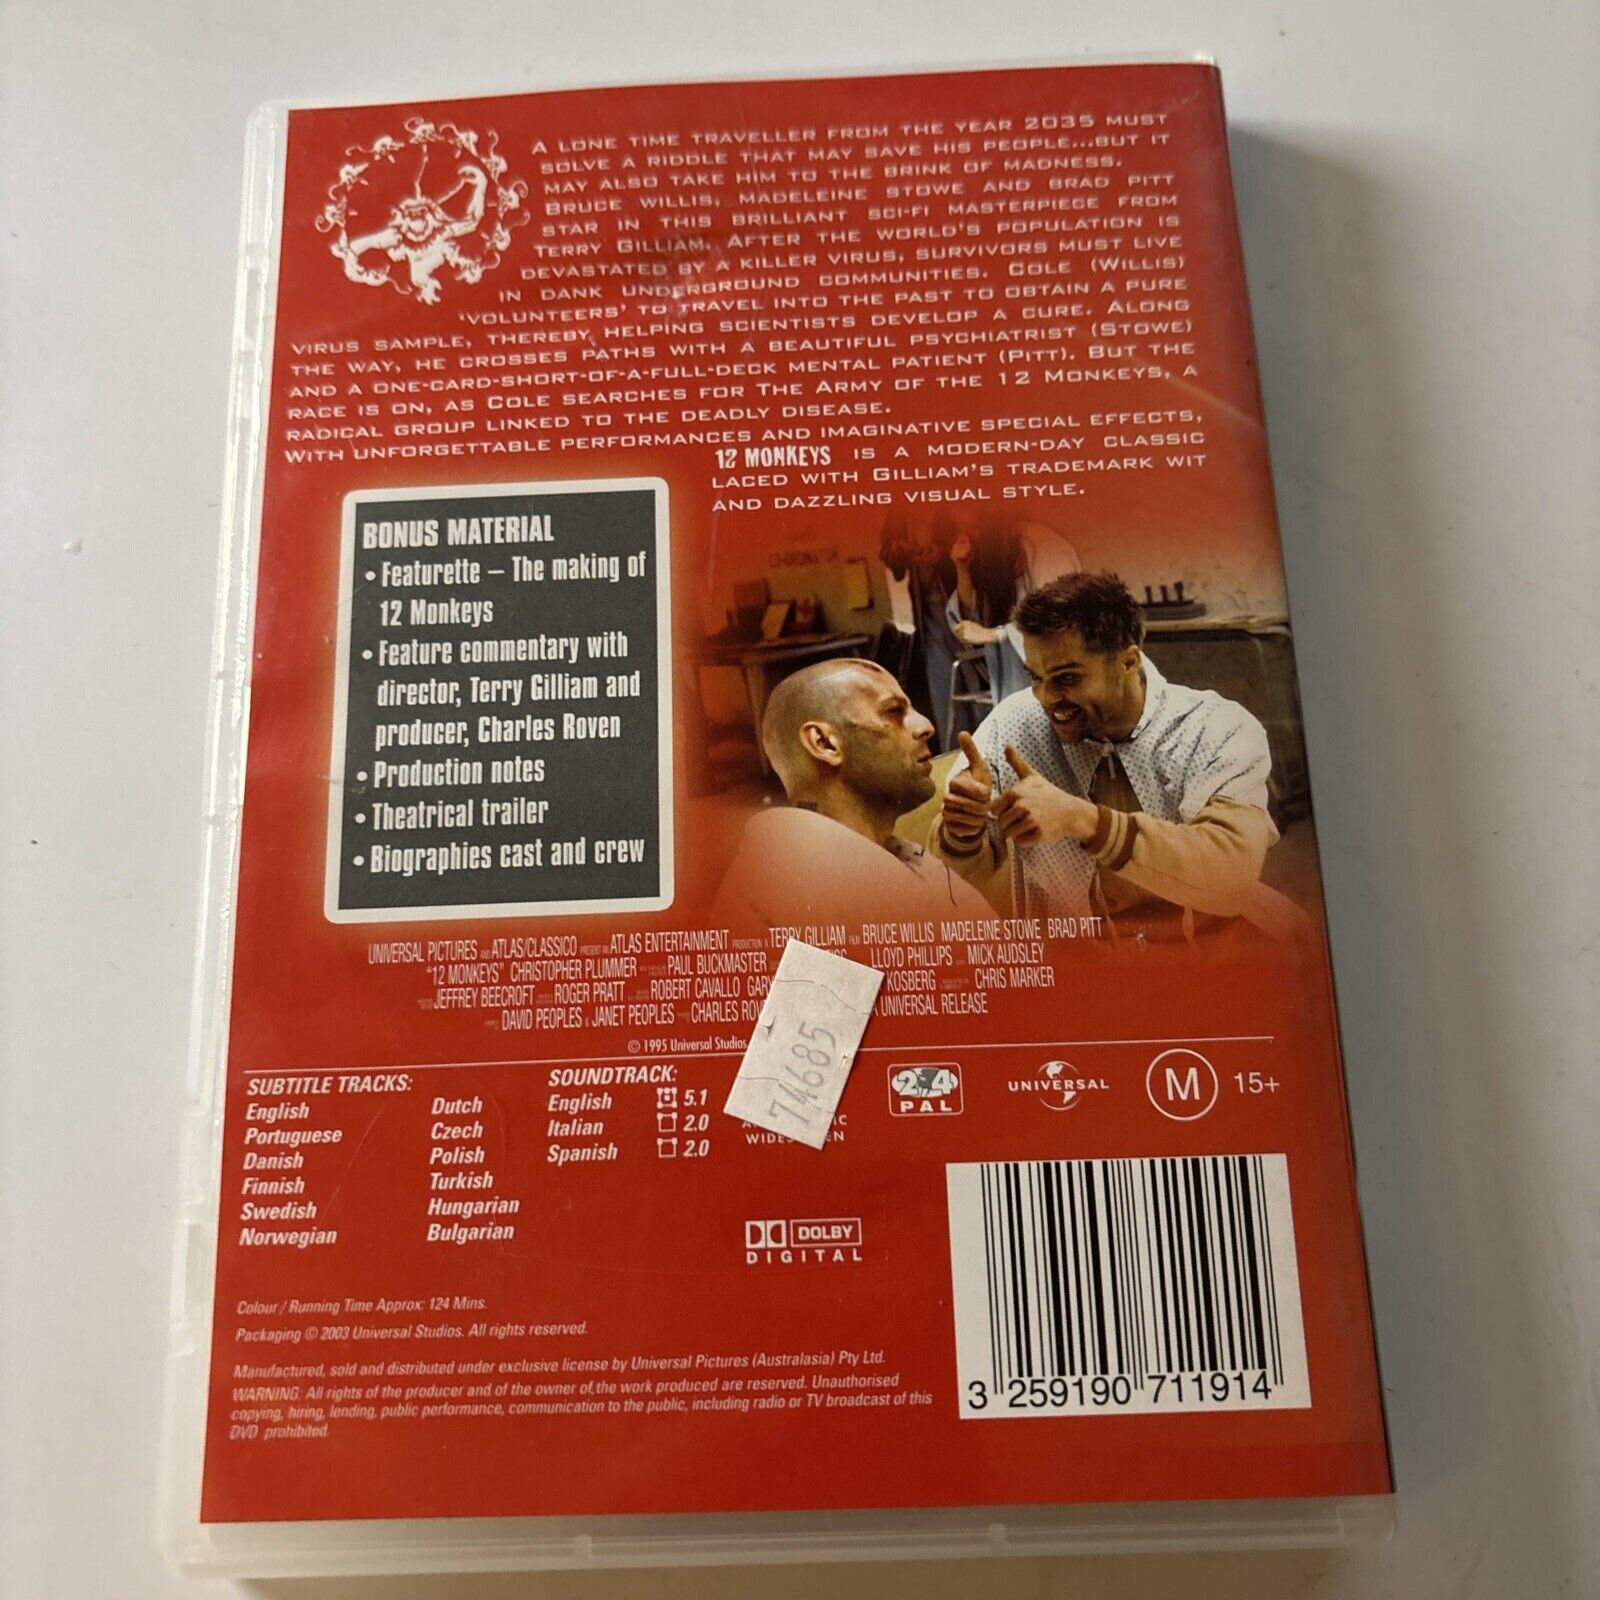 A LONE TIME TRAVELLER FROM THE YEAR 2035 MUST
SOLVE A RIDDLE THAT MAY SAVE HIS PEOPLE...BUT IT
MAY ALSO TAKE HIM TO THE BRINK OF MADNESS.
BRUCE WILLIS, MADELEINE STOWE AND BRAD PITT
STAR IN THIS BRILLIANT SCI-FI MASTERPIECE FROM
TERRY GILLIAM. AFTER THE WORLD'S POPULATION IS
DEVASTATED BY A KILLER VIRUS, SURVIVORS MUST LIVE
IN DANK UNDERGROUND COMMUNITIES. COLE (WILLIS)
'VOLUNTEERS' TO TRAVEL INTO THE PAST TO OBTAIN A PURE
VIRUS SAMPLE, THEREBY HELPING SCIENTISTS DEVELOP A CURE. ALONG
THE WAY, HE CROSSES PATHS WITH A BEAUTIFUL PSYCHIATRIST (STOWE)
AND A ONE-CARD-SHORT-OF-A-FULL-DECK MENTAL PATIENT (PITT). BUT THE
RACE IS ON, AS COLE SEARCHES FOR THE ARMY OF THE 12 MONKEYS, A
RADICAL GROUP LINKED TO THE DEADLY DISEASE.
WITH UNFORGETTABLE PERFORMANCES AND IMAGINATIVE SPECIAL EFFECTS,
12 MONKEYS IS A MODERN-DAY CLASSIC
LACED WITH GILLIAM'S TRADEMARK WIT
AND DAZZLING VISUAL STYLE.
BONUS MATERIAL
• Featurette – The making of
12 Monkeys
• Feature commentary with
director, Terry Gilliam and
producer, Charles Roven
• Production notes
• Theatrical trailer
• Biographies cast and crew
UNIVERSAL PICTURES AND ATLAS/CLASSICO PRESENT AN ATLAS ENTERTAINMENT PRODUCTION A TERRY GILLIAM FILM BRUCE WILLIS MADELEINE STOWE BRAD PITT
"12 MONKEYS" CHRISTOPHER PLUMMER PAUL BUCKMASTER LLOYD PHILLIPS MICK AUDSLEY
JEFFREY BEECROFT ROGER PRATT ROBERT CAVALLO GARY KOSBERG CHRIS MARKER
DAVID PEOPLES & JANET PEOPLES CHARLES ROVEN A UNIVERSAL RELEASE
© 1995 Universal Studios.
74685
SUBTITLE TRACKS:
English
Portuguese
Danish
Finnish
Swedish
Norwegian
Dutch
Czech
Polish
Turkish
Hungarian
Bulgarian
SOUNDTRACK:
English 5.1
Italian 2.0
Spanish 2.0
2 4
PAL
UNIVERSAL
M 15+
DOLBY
DIGITAL
Colour / Running Time Approx: 124 Mins.
Packaging © 2003 Universal Studios. All rights reserved.
Manufactured, sold and distributed under exclusive license by Universal Pictures (Australasia) Pty Ltd.
WARNING: All rights of the producer and of the owner of the work produced are reserved. Unauthorised
copying, hiring, lending, public performance, communication to the public, including radio or TV broadcast of this
DVD prohibited.
3 259190 711914